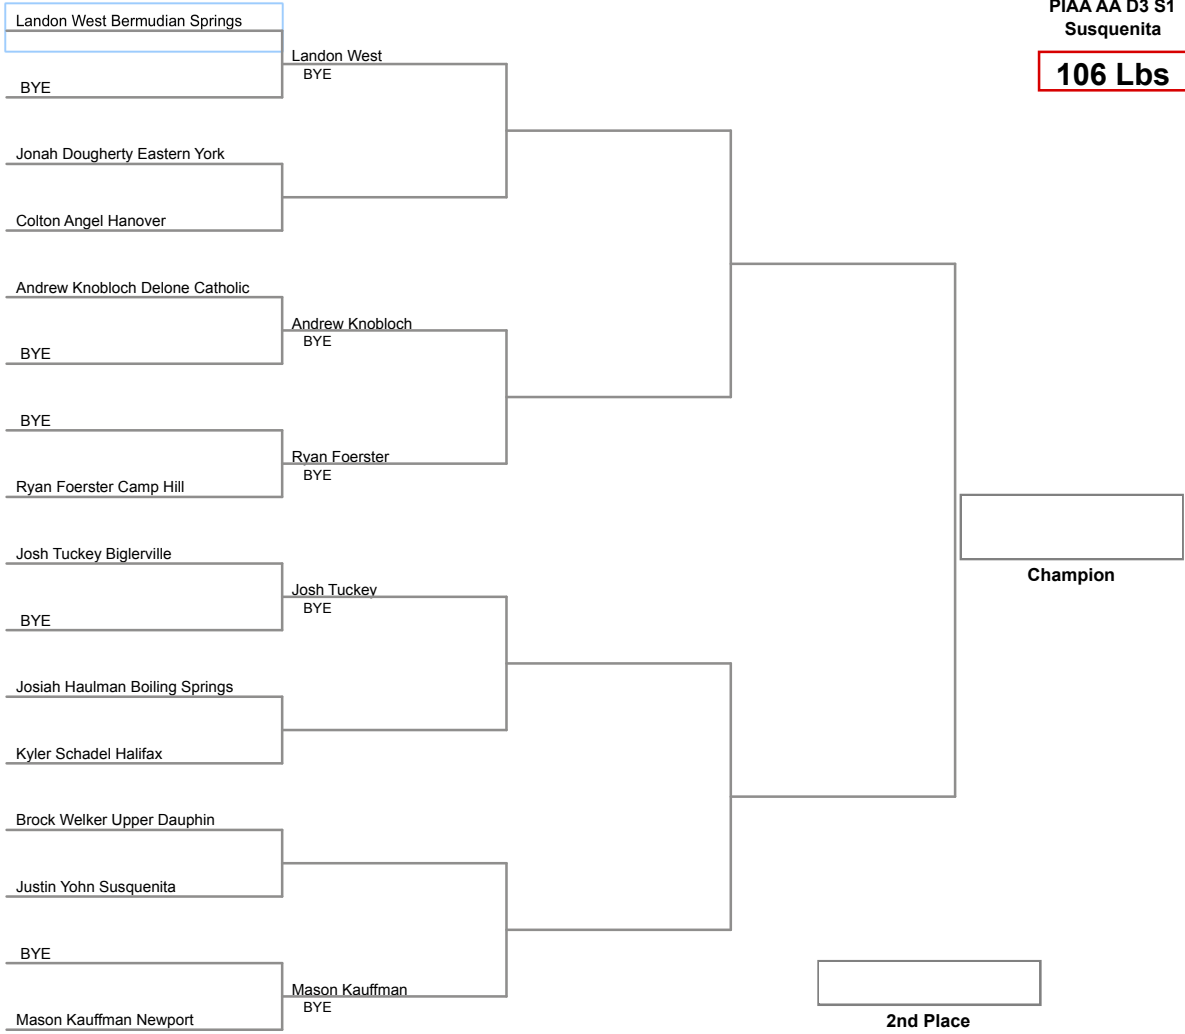 PIAA AA D3 S1
Susquenita
106 Lbs
Landon West Bermudian Springs
Landon West
BYE
BYE
Jonah Dougherty Eastern York
Colton Angel Hanover
Andrew Knobloch Delone Catholic
Andrew Knobloch
BYE
BYE
BYE
Ryan Foerster
BYE
Ryan Foerster Camp Hill
Josh Tuckey Biglerville
Josh Tuckey
BYE
BYE
Josiah Haulman Boiling Springs
Kyler Schadel Halifax
Brock Welker Upper Dauphin
Justin Yohn Susquenita
BYE
Mason Kauffman
BYE
Mason Kauffman Newport
Champion
2nd Place